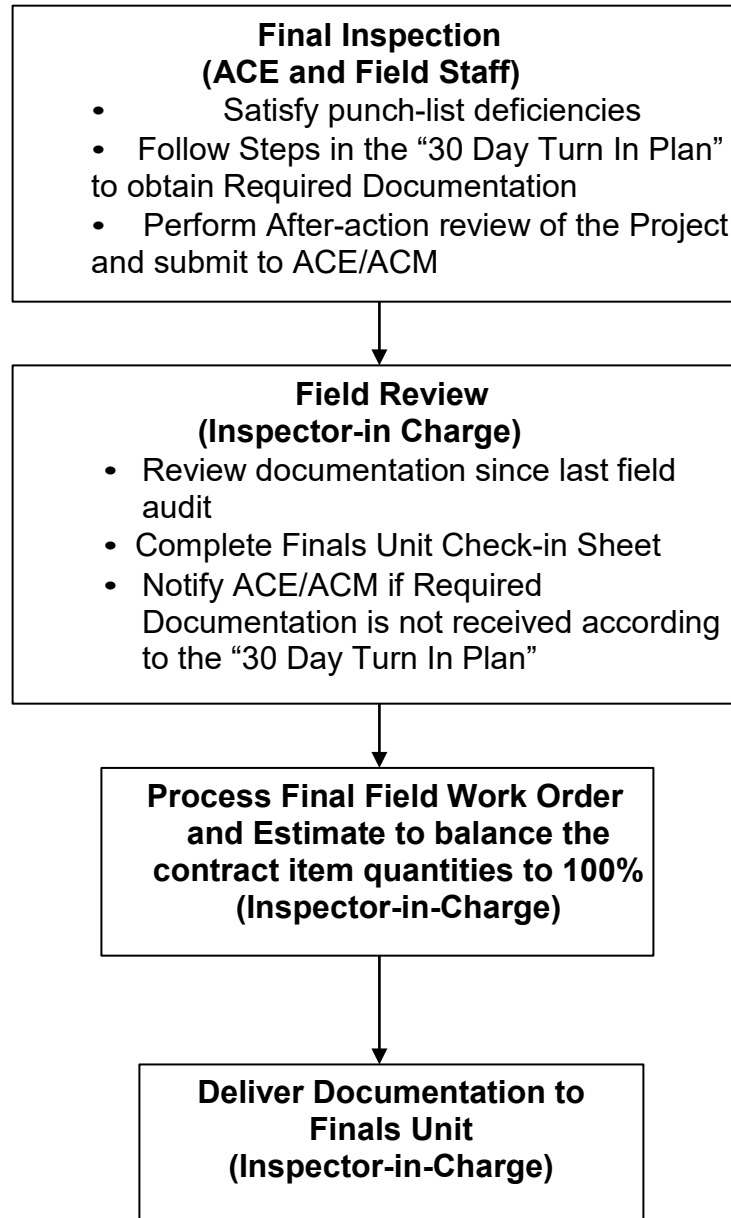 Final Inspection
(ACE and Field Staff)
• Satisfy punch-list deficiencies
• Follow Steps in the “30 Day Turn In Plan”
to obtain Required Documentation
• Perform After-action review of the Project
and submit to ACE/ACM
Field Review
(Inspector-in Charge)
• Review documentation since last field
audit
• Complete Finals Unit Check-in Sheet
• Notify ACE/ACM if Required
Documentation is not received according
to the “30 Day Turn In Plan”
Process Final Field Work Order
and Estimate to balance the
contract item quantities to 100%
(Inspector-in-Charge)
Deliver Documentation to
Finals Unit
(Inspector-in-Charge)